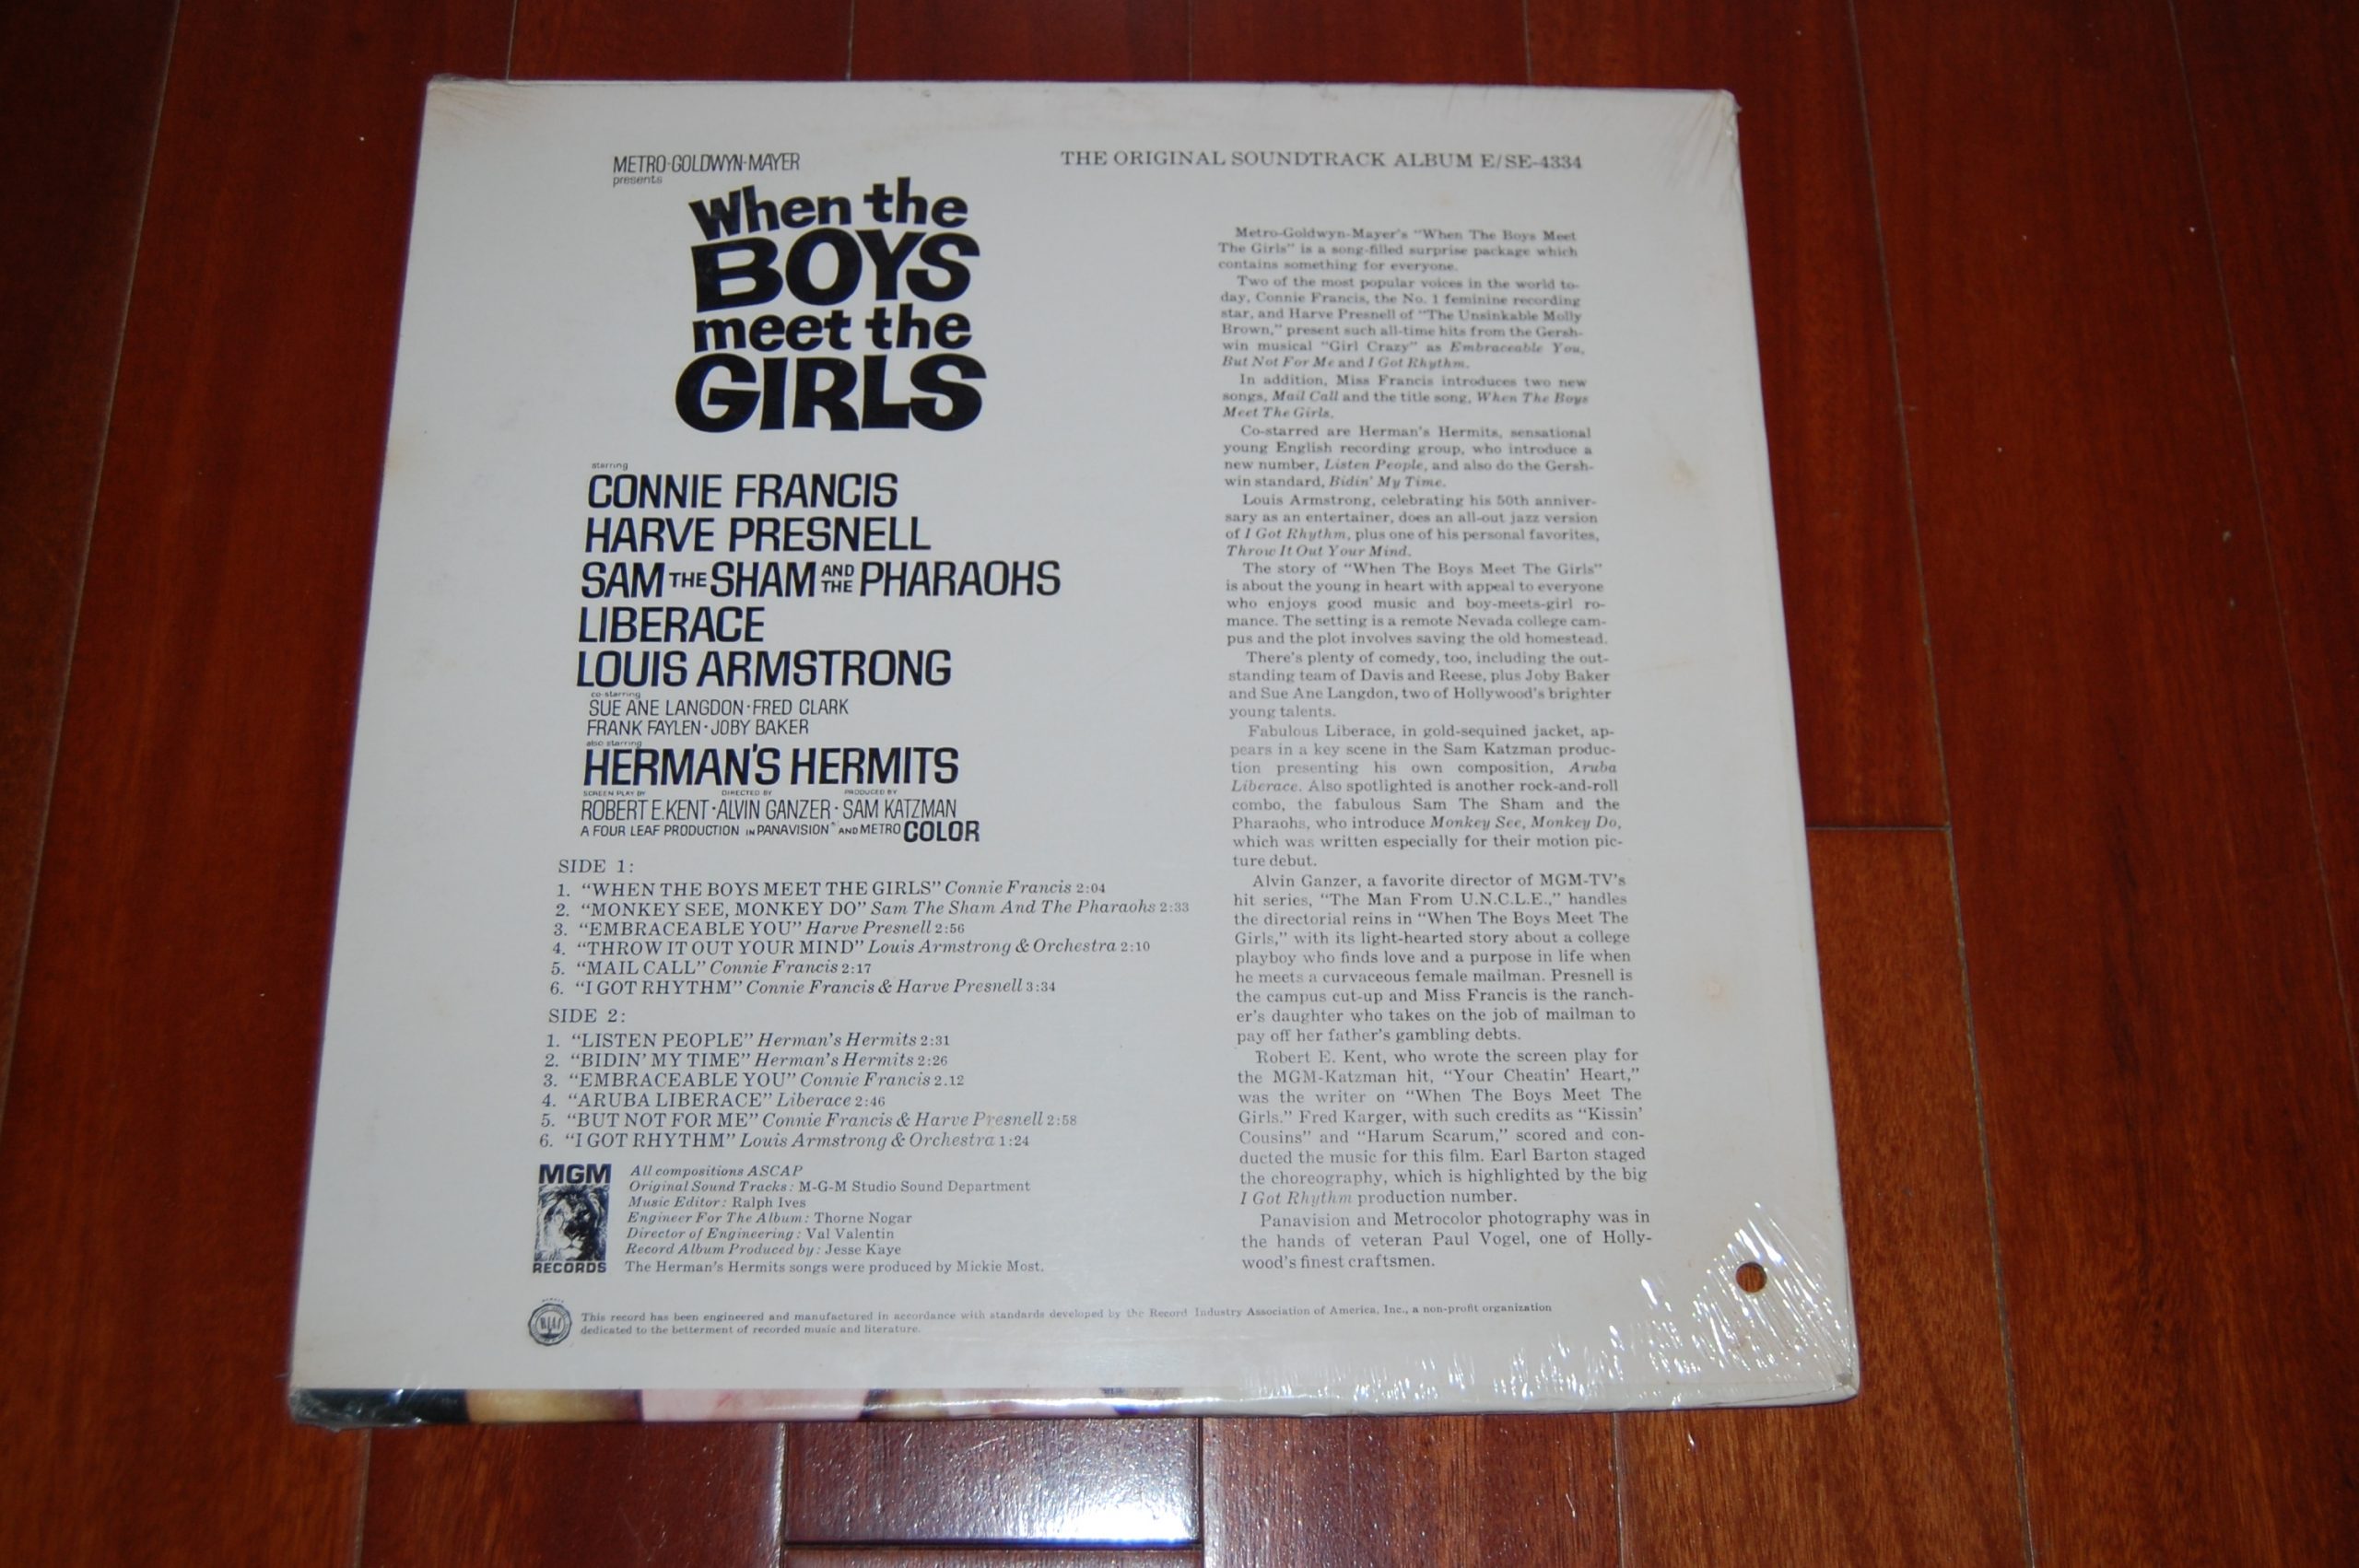 METRO-GOLDWYN-MAYER
presents
When the
BOYS
meet the
GIRLS
starring
CONNIE FRANCIS
HARVE PRESNELL
SAM THE SHAM AND THE PHARAOHS
LIBERACE
LOUIS ARMSTRONG
co-starring
SUE ANE LANGDON · FRED CLARK
FRANK FAYLEN · JOBY BAKER
also starring
HERMAN'S HERMITS
SCREEN PLAY BY DIRECTED BY PRODUCED BY
ROBERT E. KENT · ALVIN GANZER · SAM KATZMAN
A FOUR LEAF PRODUCTION IN PANAVISION® AND METROCOLOR
SIDE 1:
1. "WHEN THE BOYS MEET THE GIRLS" Connie Francis 2:04
2. "MONKEY SEE, MONKEY DO" Sam The Sham And The Pharaohs 2:33
3. "EMBRACEABLE YOU" Harve Presnell 2:56
4. "THROW IT OUT YOUR MIND" Louis Armstrong & Orchestra 2:10
5. "MAIL CALL" Connie Francis 2:17
6. "I GOT RHYTHM" Connie Francis & Harve Presnell 3:34
SIDE 2:
1. "LISTEN PEOPLE" Herman's Hermits 2:31
2. "BIDIN' MY TIME" Herman's Hermits 2:26
3. "EMBRACEABLE YOU" Connie Francis 2.12
4. "ARUBA LIBERACE" Liberace 2:46
5. "BUT NOT FOR ME" Connie Francis & Harve Presnell 2:58
6. "I GOT RHYTHM" Louis Armstrong & Orchestra 1:24
MGM
RECORDS
All compositions ASCAP
Original Sound Tracks: M-G-M Studio Sound Department
Music Editor: Ralph Ives
Engineer For The Album: Thorne Nogar
Director of Engineering: Val Valentin
Record Album Produced by: Jesse Kaye
The Herman's Hermits songs were produced by Mickie Most.
THE ORIGINAL SOUNDTRACK ALBUM E/SE-4334
Metro-Goldwyn-Mayer's "When The Boys Meet
The Girls" is a song-filled surprise package which
contains something for everyone.
Two of the most popular voices in the world to-
day, Connie Francis, the No. 1 feminine recording
star, and Harve Presnell of "The Unsinkable Molly
Brown," present such all-time hits from the Gersh-
win musical "Girl Crazy" as Embraceable You,
But Not For Me and I Got Rhythm.
In addition, Miss Francis introduces two new
songs, Mail Call and the title song, When The Boys
Meet The Girls.
Co-starred are Herman's Hermits, sensational
young English recording group, who introduce a
new number, Listen People, and also do the Gersh-
win standard, Bidin' My Time.
Louis Armstrong, celebrating his 50th anniver-
sary as an entertainer, does an all-out jazz version
of I Got Rhythm, plus one of his personal favorites,
Throw It Out Your Mind.
The story of "When The Boys Meet The Girls"
is about the young in heart with appeal to everyone
who enjoys good music and boy-meets-girl ro-
mance. The setting is a remote Nevada college cam-
pus and the plot involves saving the old homestead.
There's plenty of comedy, too, including the out-
standing team of Davis and Reese, plus Joby Baker
and Sue Ane Langdon, two of Hollywood's brighter
young talents.
Fabulous Liberace, in gold-sequined jacket, ap-
pears in a key scene in the Sam Katzman produc-
tion presenting his own composition, Aruba
Liberace. Also spotlighted is another rock-and-roll
combo, the fabulous Sam The Sham and the
Pharaohs, who introduce Monkey See, Monkey Do,
which was written especially for their motion pic-
ture debut.
Alvin Ganzer, a favorite director of MGM-TV's
hit series, "The Man From U.N.C.L.E.," handles
the directorial reins in "When The Boys Meet The
Girls," with its light-hearted story about a college
playboy who finds love and a purpose in life when
he meets a curvaceous female mailman. Presnell is
the campus cut-up and Miss Francis is the ranch-
er's daughter who takes on the job of mailman to
pay off her father's gambling debts.
Robert E. Kent, who wrote the screen play for
the MGM-Katzman hit, "Your Cheatin' Heart,"
was the writer on "When The Boys Meet The
Girls." Fred Karger, with such credits as "Kissin'
Cousins" and "Harum Scarum," scored and con-
ducted the music for this film. Earl Barton staged
the choreography, which is highlighted by the big
I Got Rhythm production number.
Panavision and Metrocolor photography was in
the hands of veteran Paul Vogel, one of Holly-
wood's finest craftsmen.
This record has been engineered and manufactured in accordance with standards developed by the Record Industry Association of America, Inc., a non-profit organization
dedicated to the betterment of recorded music and literature.